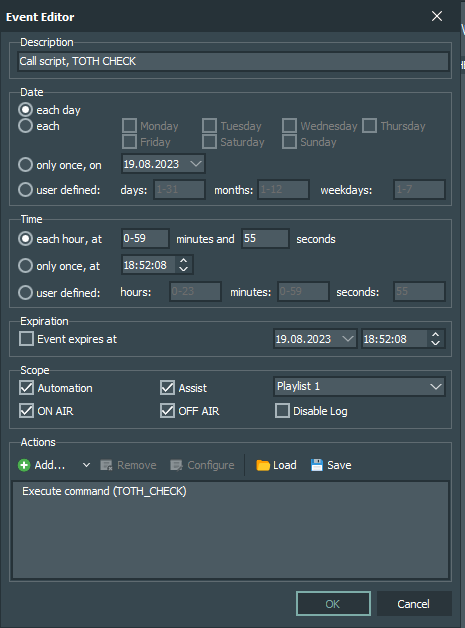 Event Editor
Description
Call script, TOTH CHECK
Date
each day
each Monday Tuesday Wednesday Thursday
Friday Saturday Sunday
only once, on 19.08.2023
user defined: days: 1-31 months: 1-12 weekdays: 1-7
Time
each hour, at 0-59 minutes and 55 seconds
only once, at 18:52:08
user defined: hours: 0-23 minutes: 0-59 seconds: 55
Expiration
Event expires at 19.08.2023 18:52:08
Scope
Automation Assist Playlist 1
ON AIR OFF AIR Disable Log
Actions
Add... Remove Configure Load Save
Execute command (TOTH_CHECK)
OK Cancel